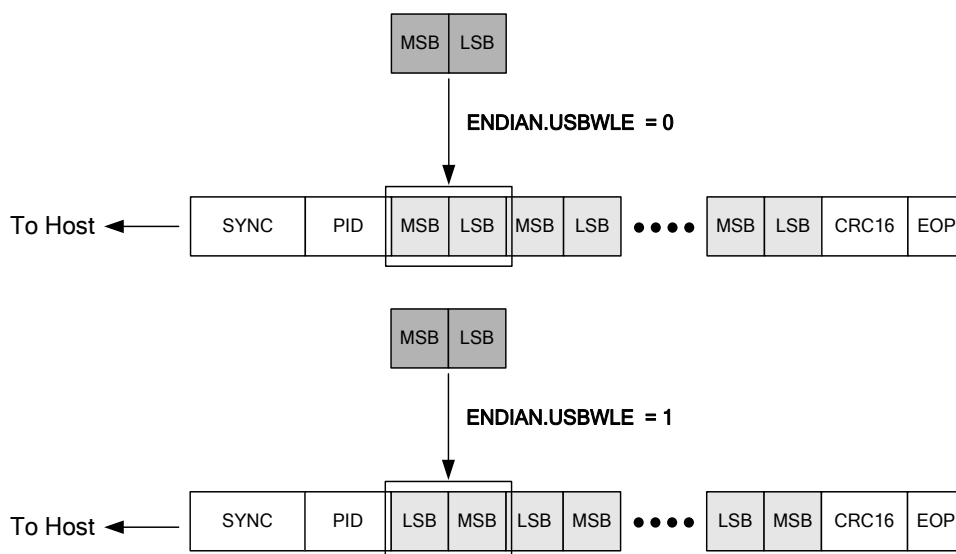 MSB LSB
ENDIAN.USBWLE = 0
To Host SYNC PID MSB LSB MSB LSB MSB LSB CRC16 EOP
MSB LSB
ENDIAN.USBWLE = 1
To Host SYNC PID LSB MSB LSB MSB LSB MSB CRC16 EOP